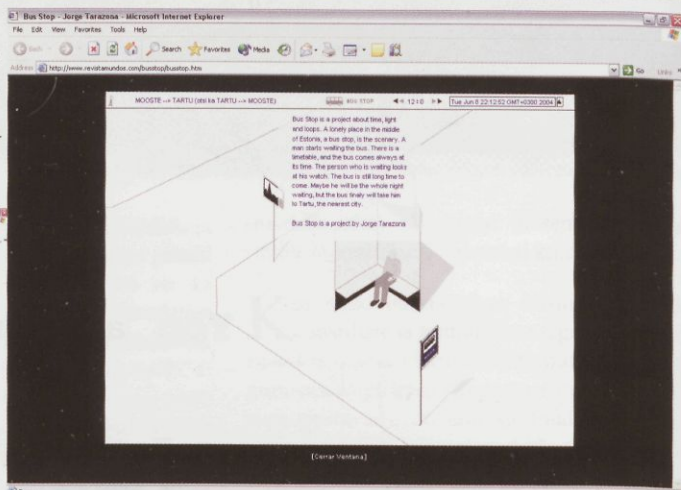 Bus Stop - Jorge Tarazona - Microsoft Internet Explorer
File Edit View Favorites Tools Help
Back Search Favorites Media
Address http://www.revistamundos.com/busstop/busstop.htm Go Links
MOOSTE --> TARTU (siis ka TARTU --> MOOSTE) BUS STOP Tue Jun 8 22:12:52 GMT+0300 2004
Bus Stop is a project about time, light
and loops. A lonely place in the middle
of Estonia, a bus stop, is the scenary. A
man starts waiting the bus. There is a
timetable, and the bus comes always at
its time. The person who is waiting looks
at his watch. The bus is still long time to
come. Maybe he will be the whole night
waiting, but the bus finaly will take him
to Tartu, the nearest city.
Bus Stop is a project by Jorge Tarazona
[Cerrar Ventana]